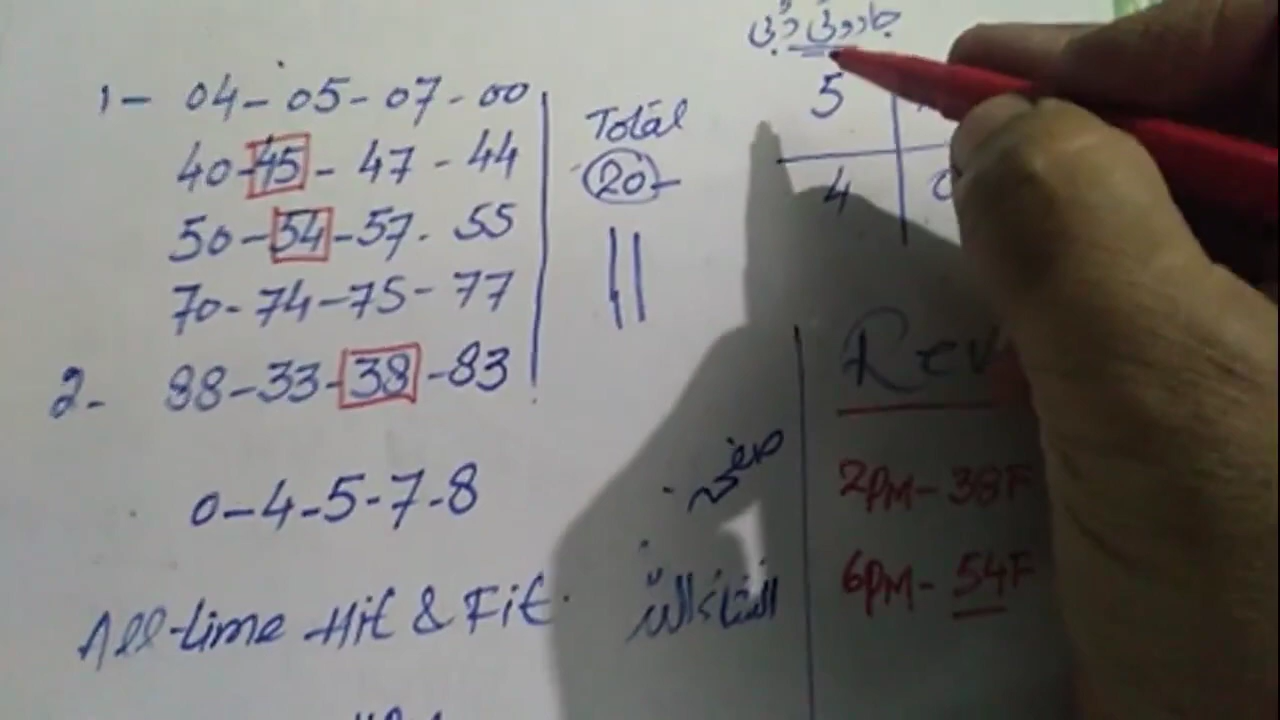 1- 04-05-07-00
40-45-47-44
50-54-57-55
70-74-75-77
2- 88-33-38-83
0-4-5-7-8
All-time Hit & Fit
Total
20
جادوئی ڈبی
5
4
Rev
2PM-38F
6PM-54F
انشاءاللہ